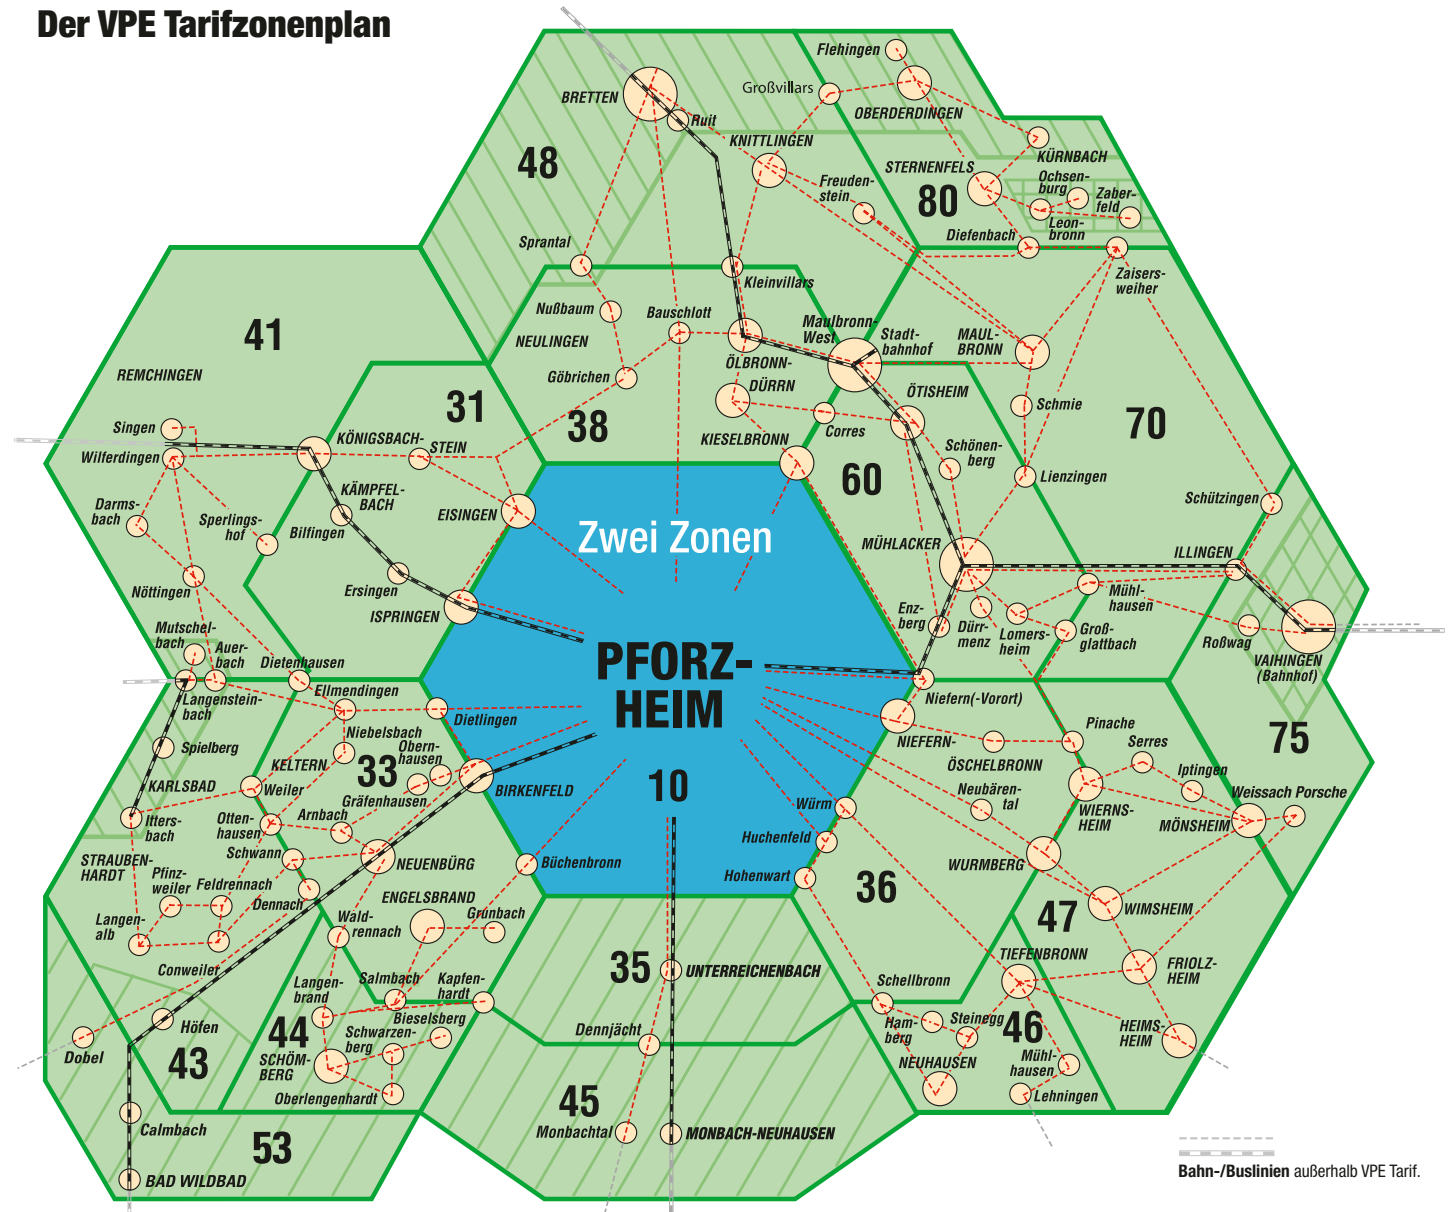 Der VPE Tarifzonenplan
Flehingen
BRETTEN
Großvillars
OBERDERDINGEN
Ruit
KNITTLINGEN
KÜRNBACH
48
STERNENFELS
Ochsen-
burg
Zaber-
feld
Freuden-
stein
80
Leon-
bronn
Diefenbach
Sprantal
Zaisers-
weiher
Kleinvillars
41
Nußbaum
Bauschlott
Maulbronn-
West
Stadt-
bahnhof
MAUL-
BRONN
NEULINGEN
ÖLBRONN-
DÜRRN
REMCHINGEN
Göbrichen
ÖTISHEIM
31
Schmie
70
Singen
KÖNIGSBACH-
STEIN
38
KIESELBRONN
Corres
Schönen-
berg
Wilferdingen
60
Lienzingen
KÄMPFEL-
BACH
Darms-
bach
Sperlings-
hof
Bilfingen
EISINGEN
Schützingen
Zwei Zonen
MÜHLACKER
ILLINGEN
Nöttingen
Ersingen
ISPRINGEN
Enz-
berg
Dürr-
menz
Lomers-
heim
Mühl-
hausen
Groß-
glattbach
Roßwag
VAIHINGEN
(Bahnhof)
Mutschel-
bach
Auer-
bach
Dietenhausen
PFORZ-
HEIM
Ellmendingen
Langenstein-
bach
Dietlingen
Niefern(-Vorort)
Niebelsbach
Obern-
hausen
NIEFERN-
ÖSCHELBRONN
Pinache
Serres
75
Spielberg
KELTERN
33
KARLSBAD
Weiler
Gräfenhausen
BIRKENFELD
10
Neubären-
tal
Iptingen
Weissach Porsche
Itters-
bach
Otten-
hausen
Arnbach
Würm
WIERNS-
HEIM
MÖNSHEIM
Huchenfeld
STRAUBEN-
HARDT
Schwann
NEUENBÜRG
Büchenbronn
Hohenwart
WURMBERG
Pfinz-
weiler
Feldrennach
Dennach
ENGELSBRAND
Grunbach
36
47
WIMSHEIM
Langen-
alb
Wald-
rennach
Conweiler
35
UNTERREICHENBACH
TIEFENBRONN
FRIOLZ-
HEIM
Langen-
brand
Salmbach
Kapfen-
hardt
Schellbronn
Bieselsberg
Höfen
44
Schwarzen-
berg
Dennjächt
Ham-
berg
Steinegg
46
HEIMS-
HEIM
Dobel
43
SCHÖM-
BERG
NEUHAUSEN
Mühl-
hausen
Oberlengenhardt
Lehningen
45
Calmbach
53
Monbachtal
MONBACH-NEUHAUSEN
BAD WILDBAD
Bahn-/Buslinien außerhalb VPE Tarif.